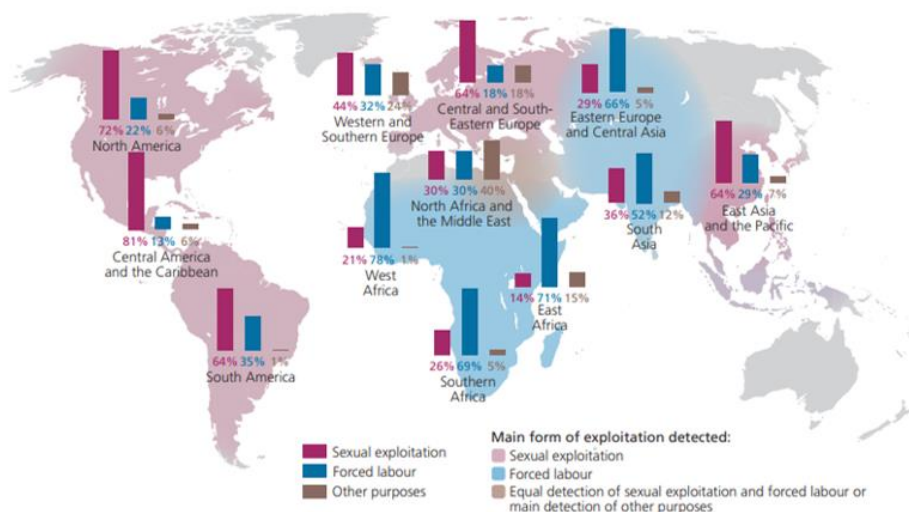 72% 22% 6%
North America
44% 32% 24%
Western and
Southern Europe
64% 18% 18%
Central and South-
Eastern Europe
29% 66% 5%
Eastern Europe
and Central Asia
81% 13% 6%
Central America
and the Caribbean
30% 30% 40%
North Africa and
the Middle East
36% 52% 12%
South
Asia
64% 29% 7%
East Asia
and the Pacific
21% 78% 1%
West
Africa
14% 71% 15%
East
Africa
64% 35% 1%
South America
26% 69% 5%
Southern
Africa
Sexual exploitation
Forced labour
Other purposes
Main form of exploitation detected:
Sexual exploitation
Forced labour
Equal detection of sexual exploitation and forced labour or
main detection of other purposes